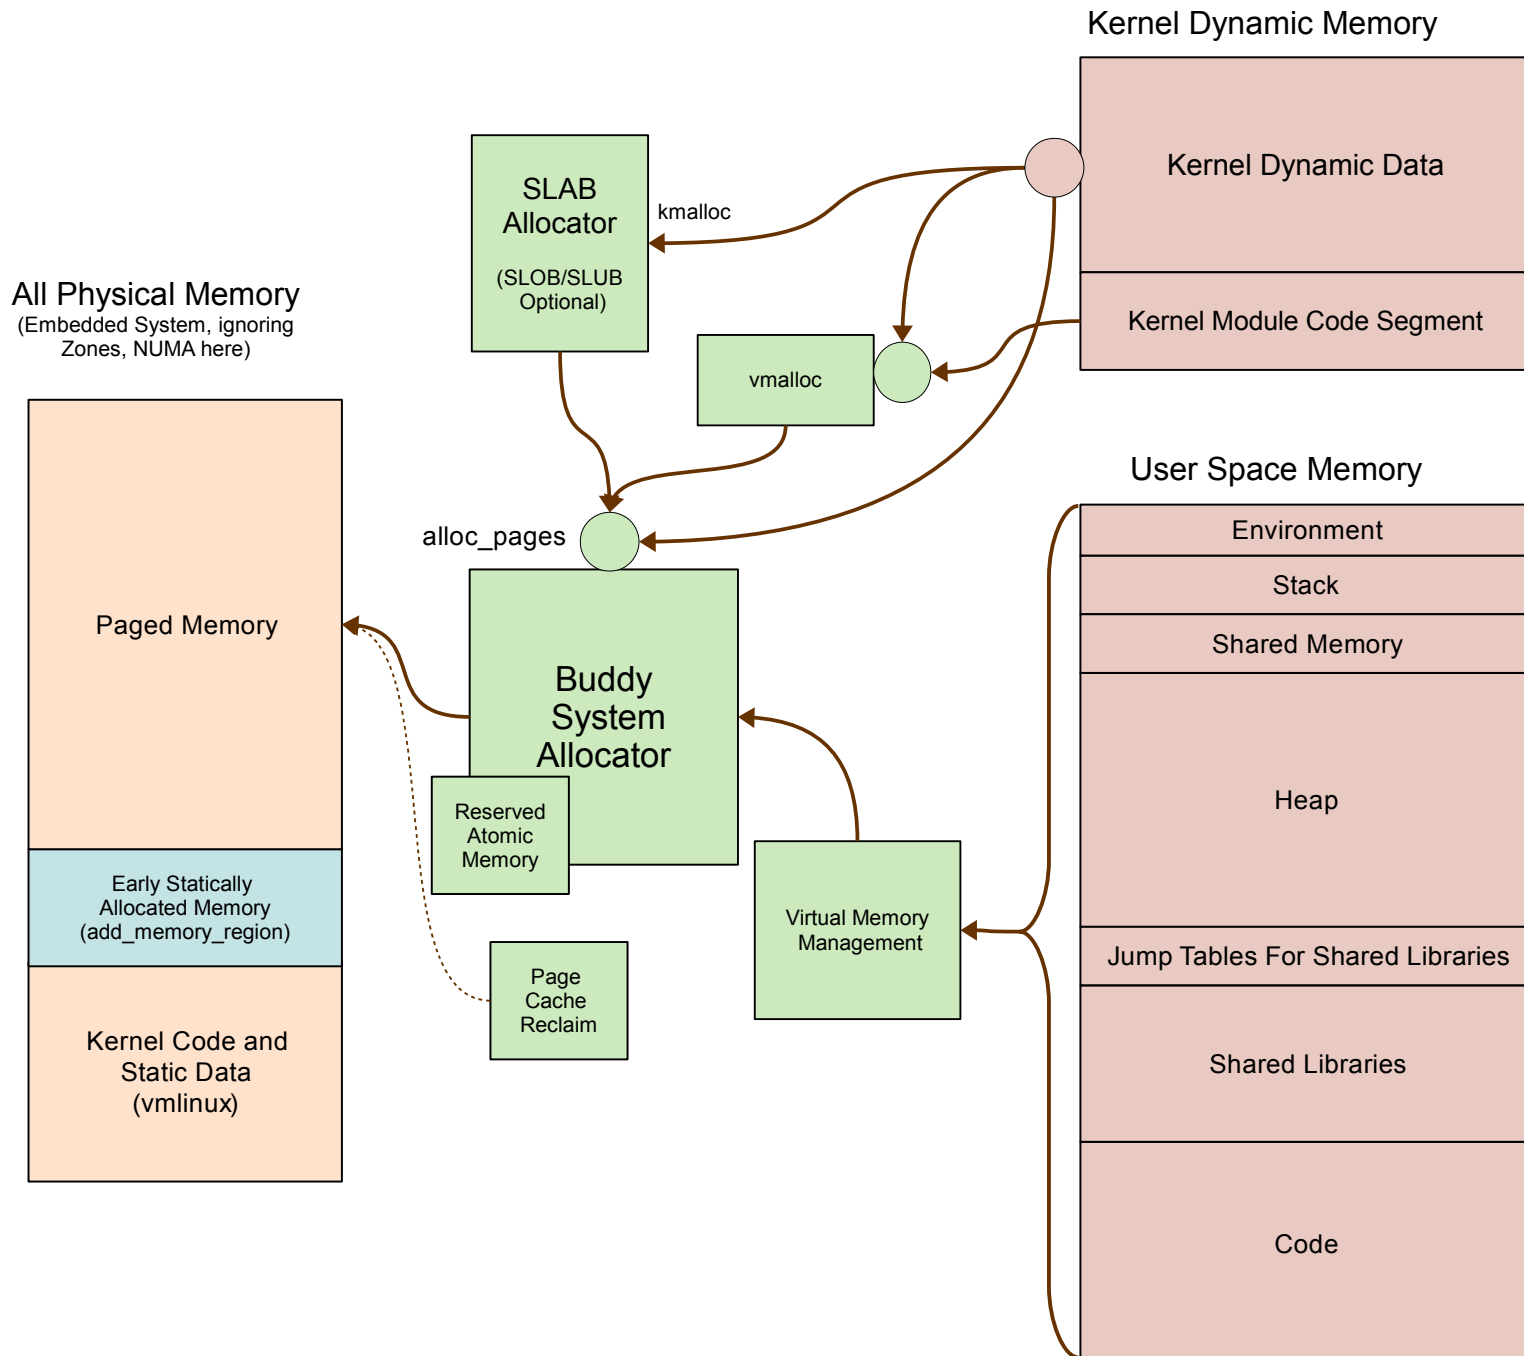 Kernel Dynamic Memory
Kernel Dynamic Data
Kernel Module Code Segment
SLAB
Allocator
(SLOB/SLUB
Optional)
kmalloc
vmalloc
All Physical Memory
(Embedded System, ignoring
Zones, NUMA here)
Paged Memory
Early Statically
Allocated Memory
(add_memory_region)
Kernel Code and
Static Data
(vmlinux)
alloc_pages
Buddy
System
Allocator
Reserved
Atomic
Memory
Page
Cache
Reclaim
Virtual Memory
Management
User Space Memory
Environment
Stack
Shared Memory
Heap
Jump Tables For Shared Libraries
Shared Libraries
Code